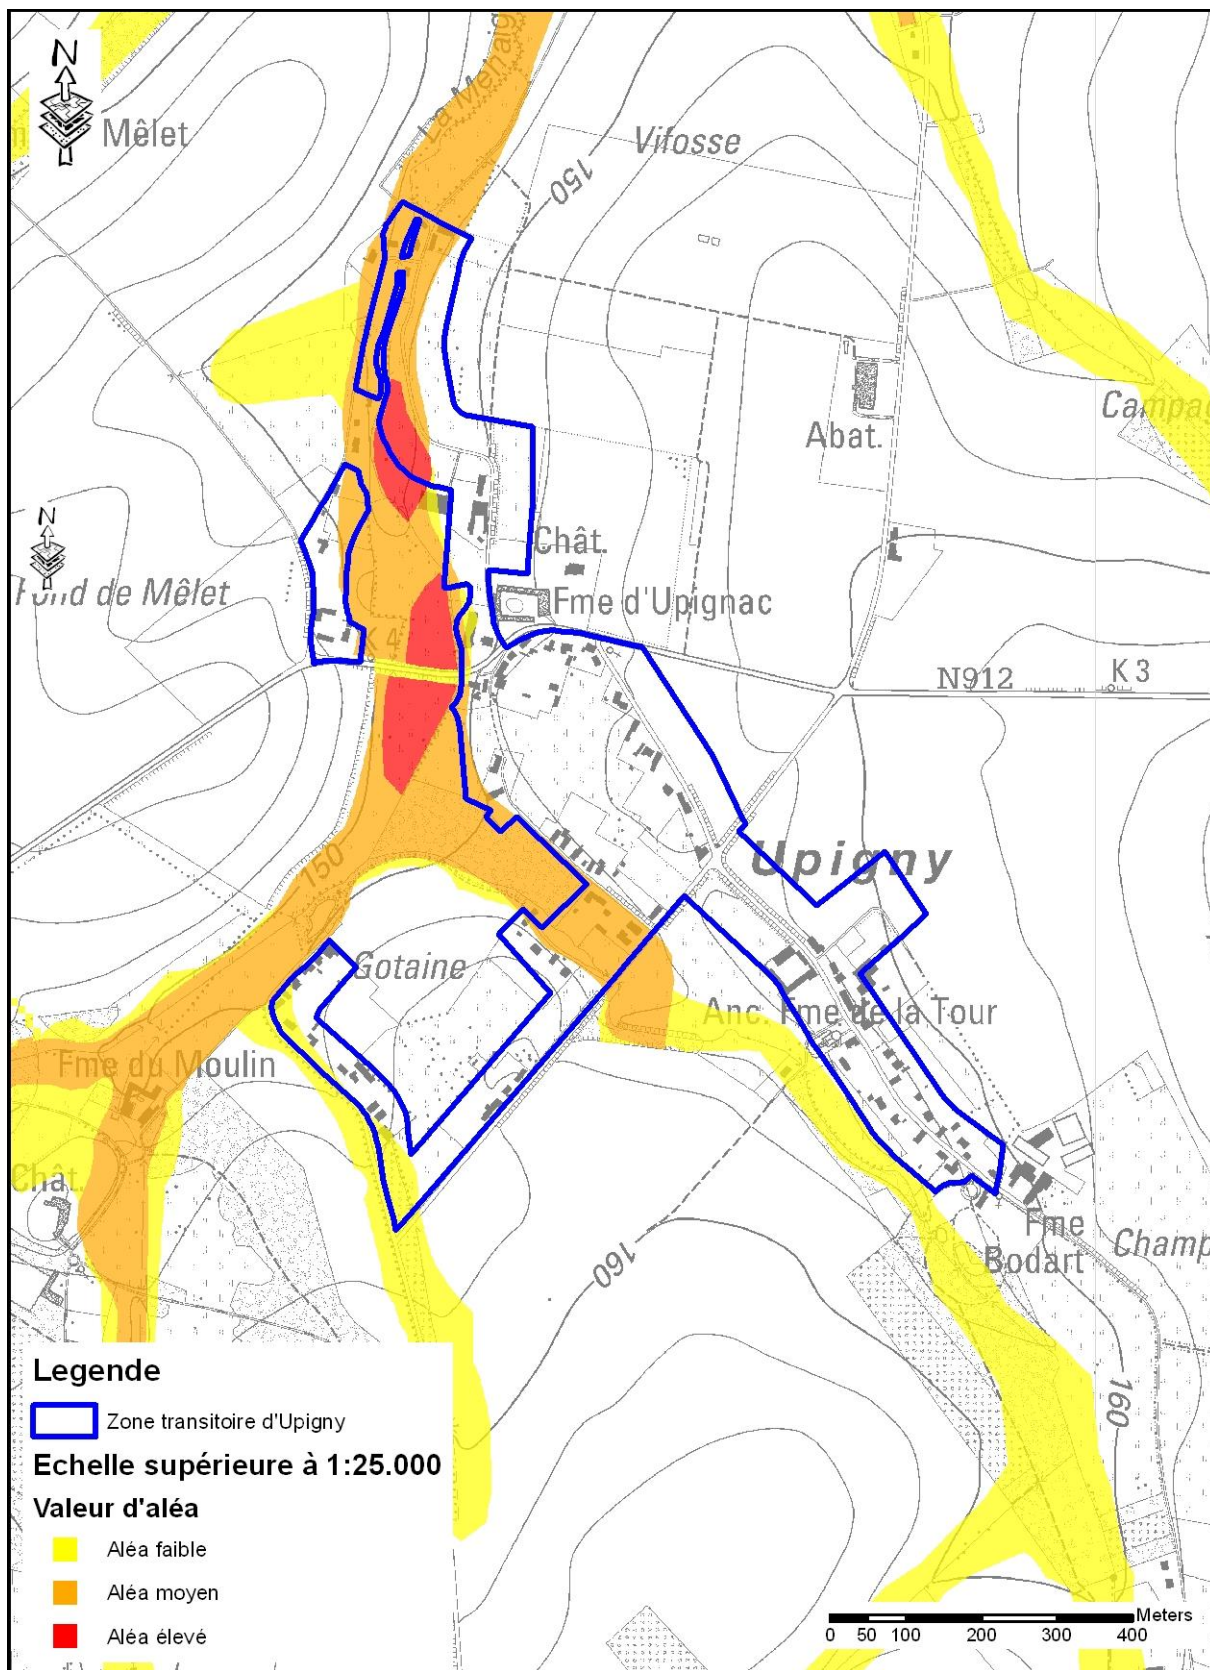 N
Mêlet
La Ménaig
Vifosse
150
Campag
Abat.
N
Chât.
Fond de Mêlet
Fme d'Upignac
K 4
N912
K 3
Upigny
150
Gotaine
Anc. Fme de la Tour
Fme du Moulin
Chât.
Fme
Bodart
Champ
160
160
Legende
Zone transitoire d'Upigny
Echelle supérieure à 1:25.000
Valeur d'aléa
Aléa faible
Aléa moyen
Aléa élevé
Meters
0 50 100 200 300 400